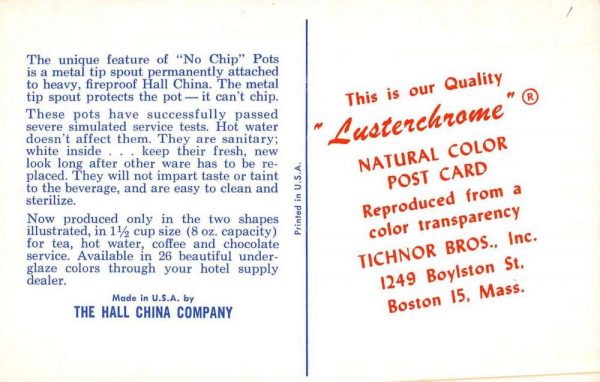 The unique feature of "No Chip" Pots
is a metal tip spout permanently attached
to heavy, fireproof Hall China. The metal
tip spout protects the pot — it can't chip.
These pots have successfully passed
severe simulated service tests. Hot water
doesn't affect them. They are sanitary;
white inside . . . keep their fresh, new
look long after other ware has to be re-
placed. They will not impart taste or taint
to the beverage, and are easy to clean and
sterilize.
Now produced only in the two shapes
illustrated, in 1½ cup size (8 oz. capacity)
for tea, hot water, coffee and chocolate
service. Available in 26 beautiful under-
glaze colors through your hotel supply
dealer.
Made in U.S.A. by
THE HALL CHINA COMPANY
Printed in U.S.A.
This is our Quality
"Lusterchrome" ®
NATURAL COLOR
POST CARD
Reproduced from a
color transparency
TICHNOR BROS., Inc.
1249 Boylston St,
Boston 15, Mass.